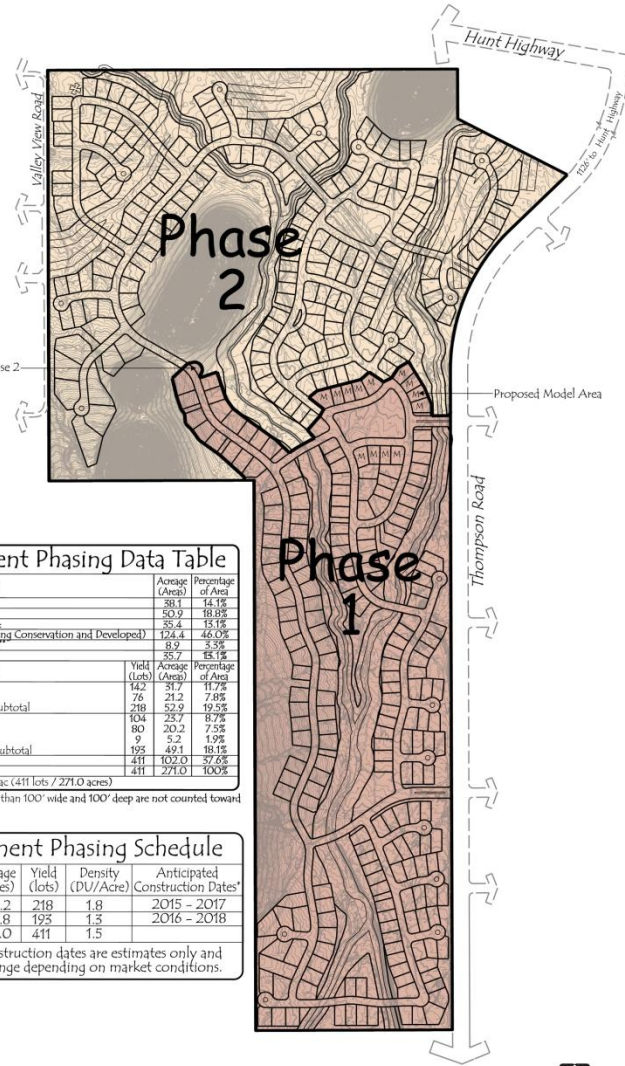 Hunt Highway
Valley View Road
1126' to Hunt Highway
Phase
2
se 2
Proposed Model Area
M M M M M M M M M
M M M M
Thompson Road
Phase
1
ent Phasing Data Table
Acreage (Areas) Percentage of Area
38.1 14.1%
50.9 18.8%
35.4 13.1%
ng Conservation and Developed) 124.4 46.0%
8.9 3.3%
35.7 13.1%
Yield (Lots) Acreage (Areas) Percentage of Area
142 31.7 11.7%
76 21.2 7.8%
ubtotal 218 52.9 19.5%
104 23.7 8.7%
80 20.2 7.5%
9 5.2 1.9%
ubtotal 193 49.1 18.1%
411 102.0 37.6%
411 271.0 100%
ac (411 lots / 271.0 acres)
than 100' wide and 100' deep are not counted toward
ment Phasing Schedule
age Yield Density Anticipated
es) (lots) (DU/Acre) Construction Dates*
.2 218 1.8 2015 - 2017
.8 193 1.3 2016 - 2018
.0 411 1.5
struction dates are estimates only and
nge depending on market conditions.